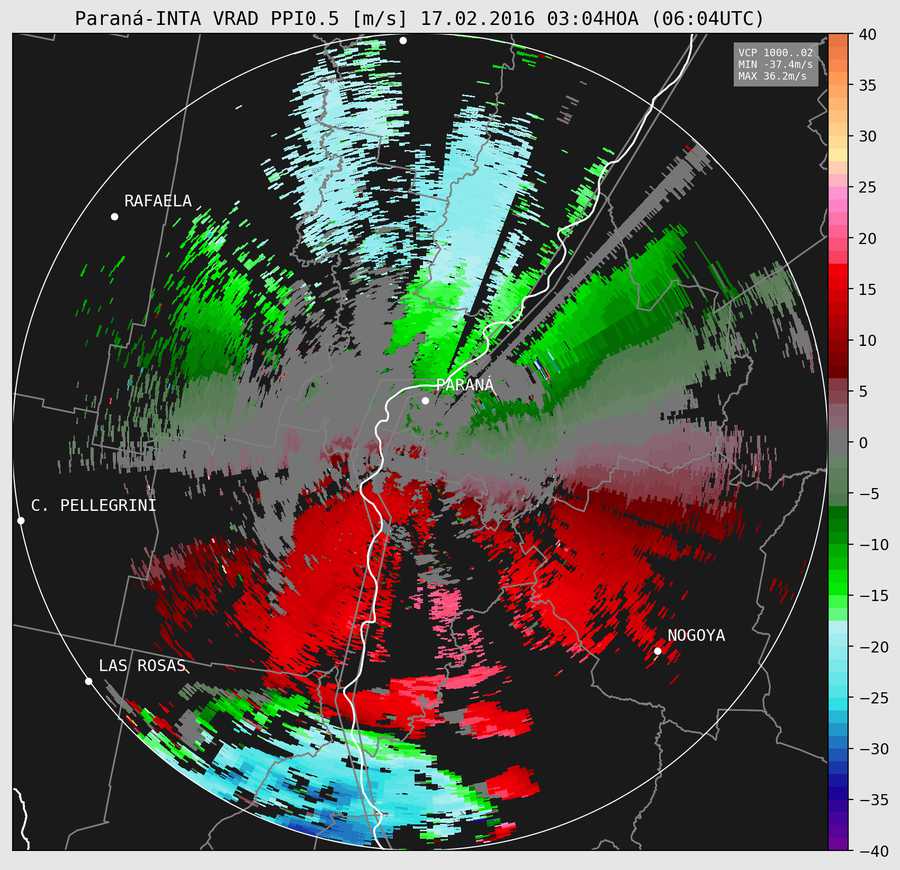 Paraná-INTA VRAD PPI0.5 [m/s] 17.02.2016 03:04HOA (06:04UTC)
VCP 1000..02
MIN -37.4m/s
MAX 36.2m/s
RAFAELA
PARANÁ
C. PELLEGRINI
NOGOYA
LAS ROSAS
40
35
30
25
20
15
10
5
0
−5
−10
−15
−20
−25
−30
−35
−40